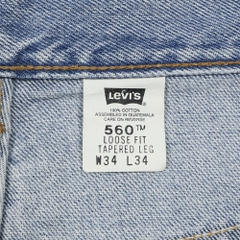 LEVI'S
100% COTTON
ASSEMBLED IN GUATEMALA
CARE ON REVERSE
560™
LOOSE FIT
TAPERED LEG
W34 L34